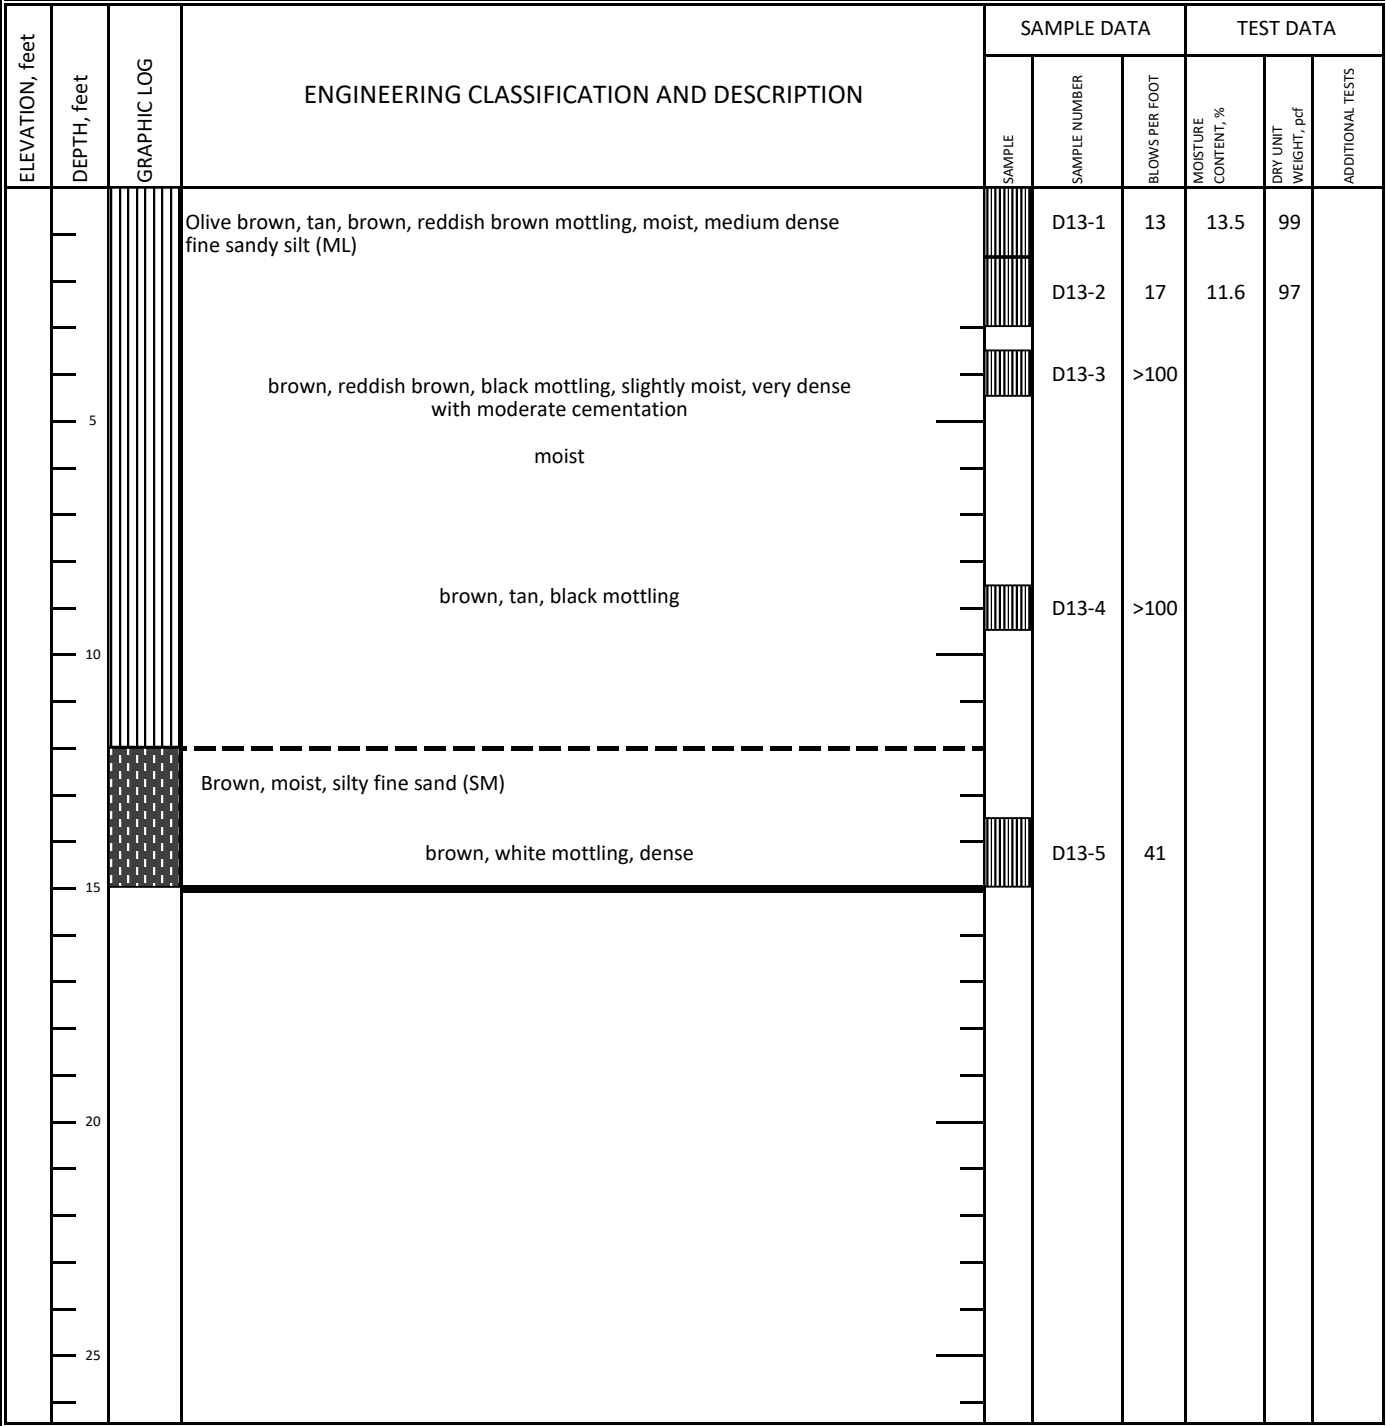 SAMPLE DATA
TEST DATA
ELEVATION, feet
DEPTH, feet
GRAPHIC LOG
ENGINEERING CLASSIFICATION AND DESCRIPTION
SAMPLE
SAMPLE NUMBER
BLOWS PER FOOT
MOISTURE
CONTENT, %
DRY UNIT
WEIGHT, pcf
ADDITIONAL TESTS
Olive brown, tan, brown, reddish brown mottling, moist, medium dense
fine sandy silt (ML)
D13-1 13 13.5 99
D13-2 17 11.6 97
D13-3 >100
brown, reddish brown, black mottling, slightly moist, very dense
with moderate cementation
5
moist
brown, tan, black mottling
D13-4 >100
10
Brown, moist, silty fine sand (SM)
brown, white mottling, dense
D13-5 41
15
20
25